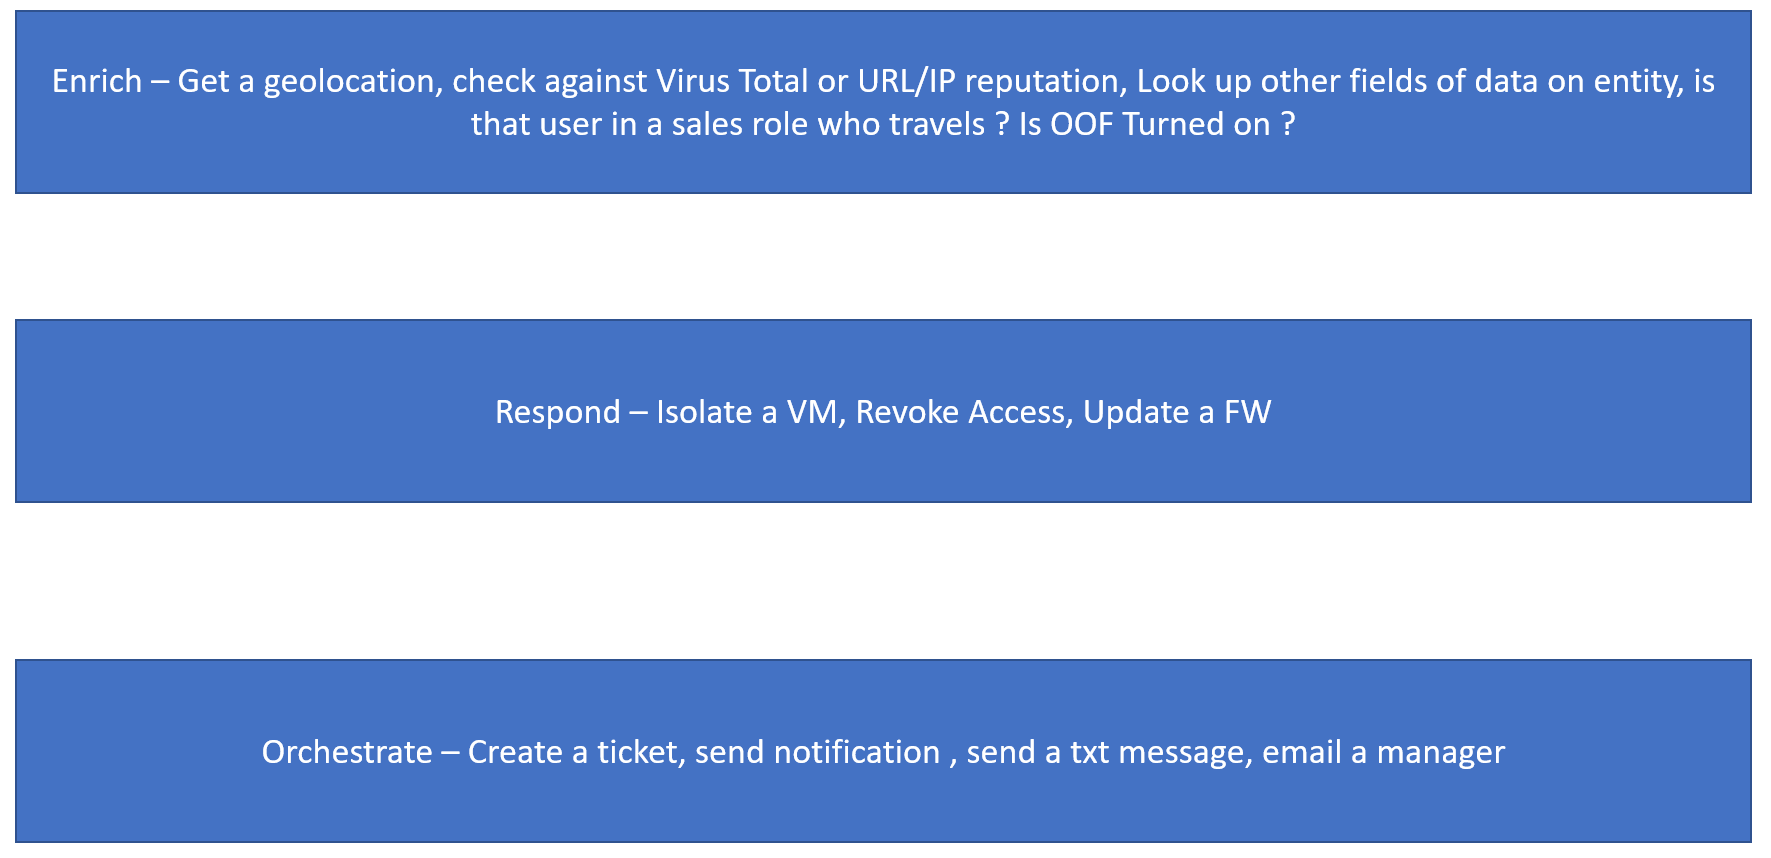 Enrich – Get a geolocation, check against Virus Total or URL/IP reputation, Look up other fields of data on entity, is
that user in a sales role who travels ? Is OOF Turned on ?
Respond – Isolate a VM, Revoke Access, Update a FW
Orchestrate – Create a ticket, send notification , send a txt message, email a manager